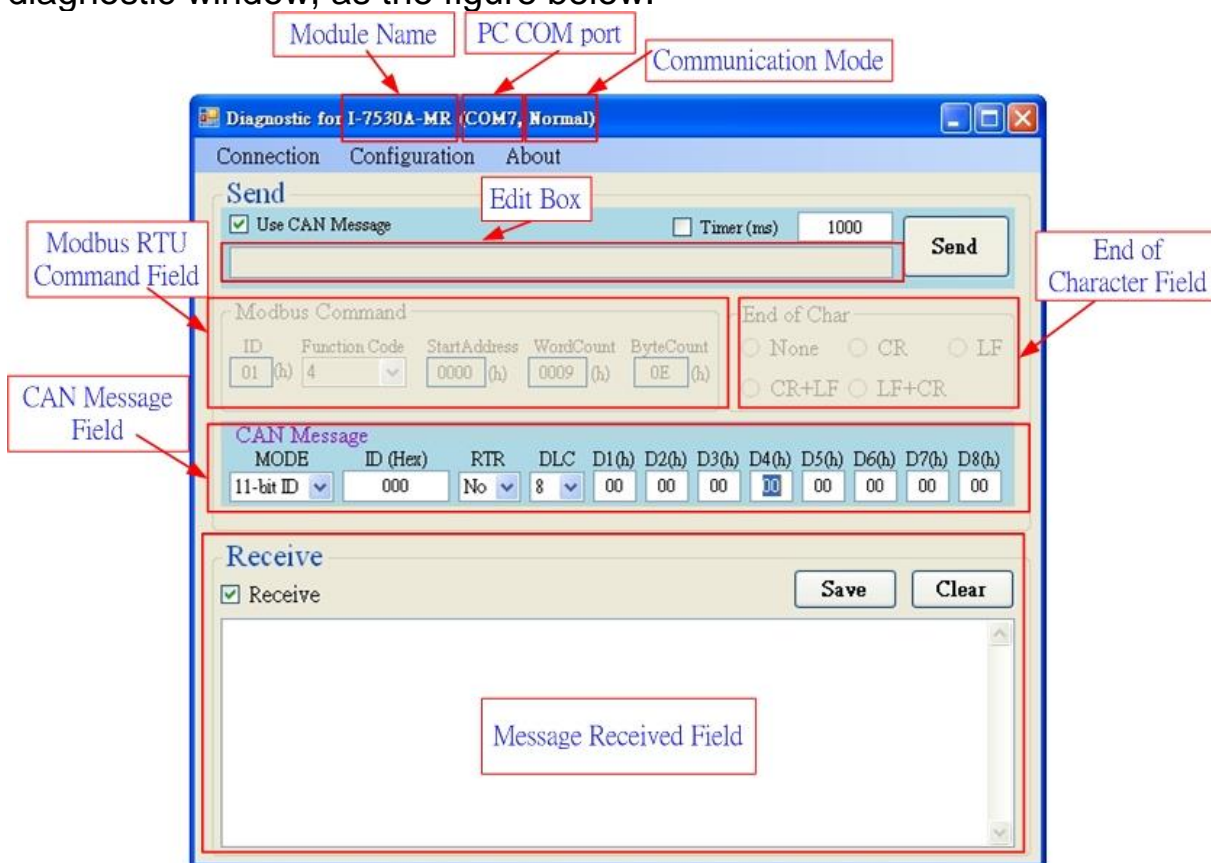 diagnostic window, as the figure below.
Module Name
PC COM port
Communication Mode
Diagnostic for I-7530A-MR (COM7, Normal)
Connection Configuration About
Send
Edit Box
Use CAN Message
Timer (ms) 1000
Send
Modbus RTU
Command Field
End of
Character Field
Modbus Command
ID Function Code StartAddress WordCount ByteCount
01 (h) 4 0000 (h) 0009 (h) 0E (h)
End of Char
None CR LF
CR+LF LF+CR
CAN Message
Field
CAN Message
MODE ID (Hex) RTR DLC D1(h) D2(h) D3(h) D4(h) D5(h) D6(h) D7(h) D8(h)
11-bit ID 000 No 8 00 00 00 00 00 00 00 00
Receive
Receive
Save Clear
Message Received Field